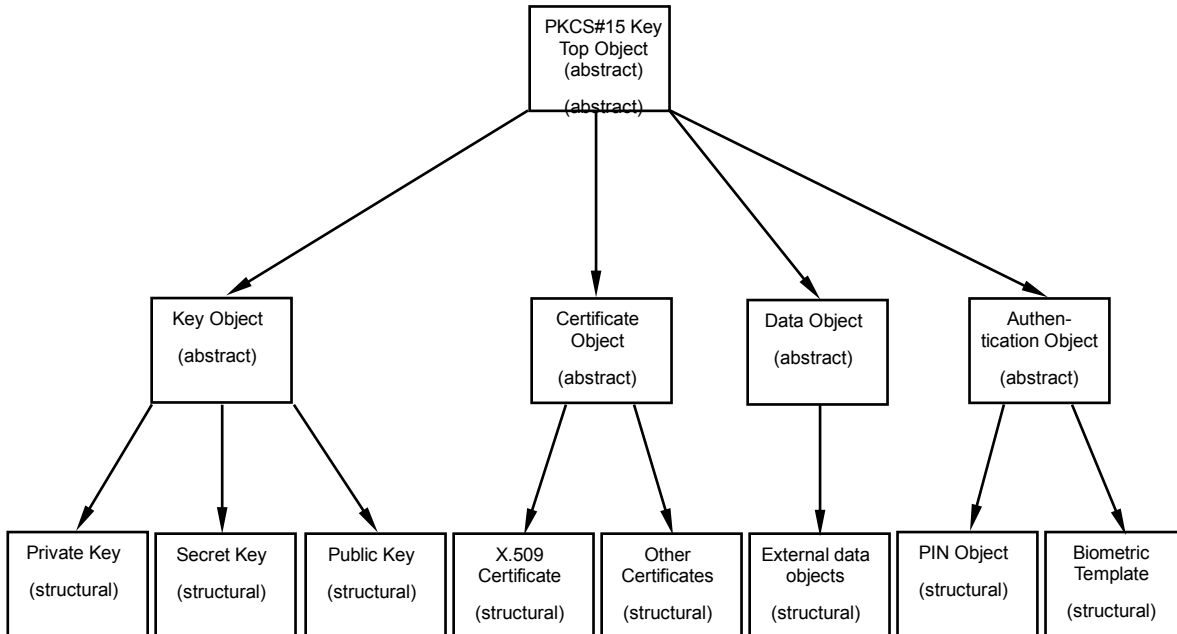 PKCS#15 Key
Top Object
(abstract)
(abstract)
Key Object
(abstract)
Certificate
Object
(abstract)
Data Object
(abstract)
Authen-
tication Object
(abstract)
Private Key
(structural)
Secret Key
(structural)
Public Key
(structural)
X.509
Certificate
(structural)
Other
Certificates
(structural)
External data
objects
(structural)
PIN Object
(structural)
Biometric
Template
(structural)